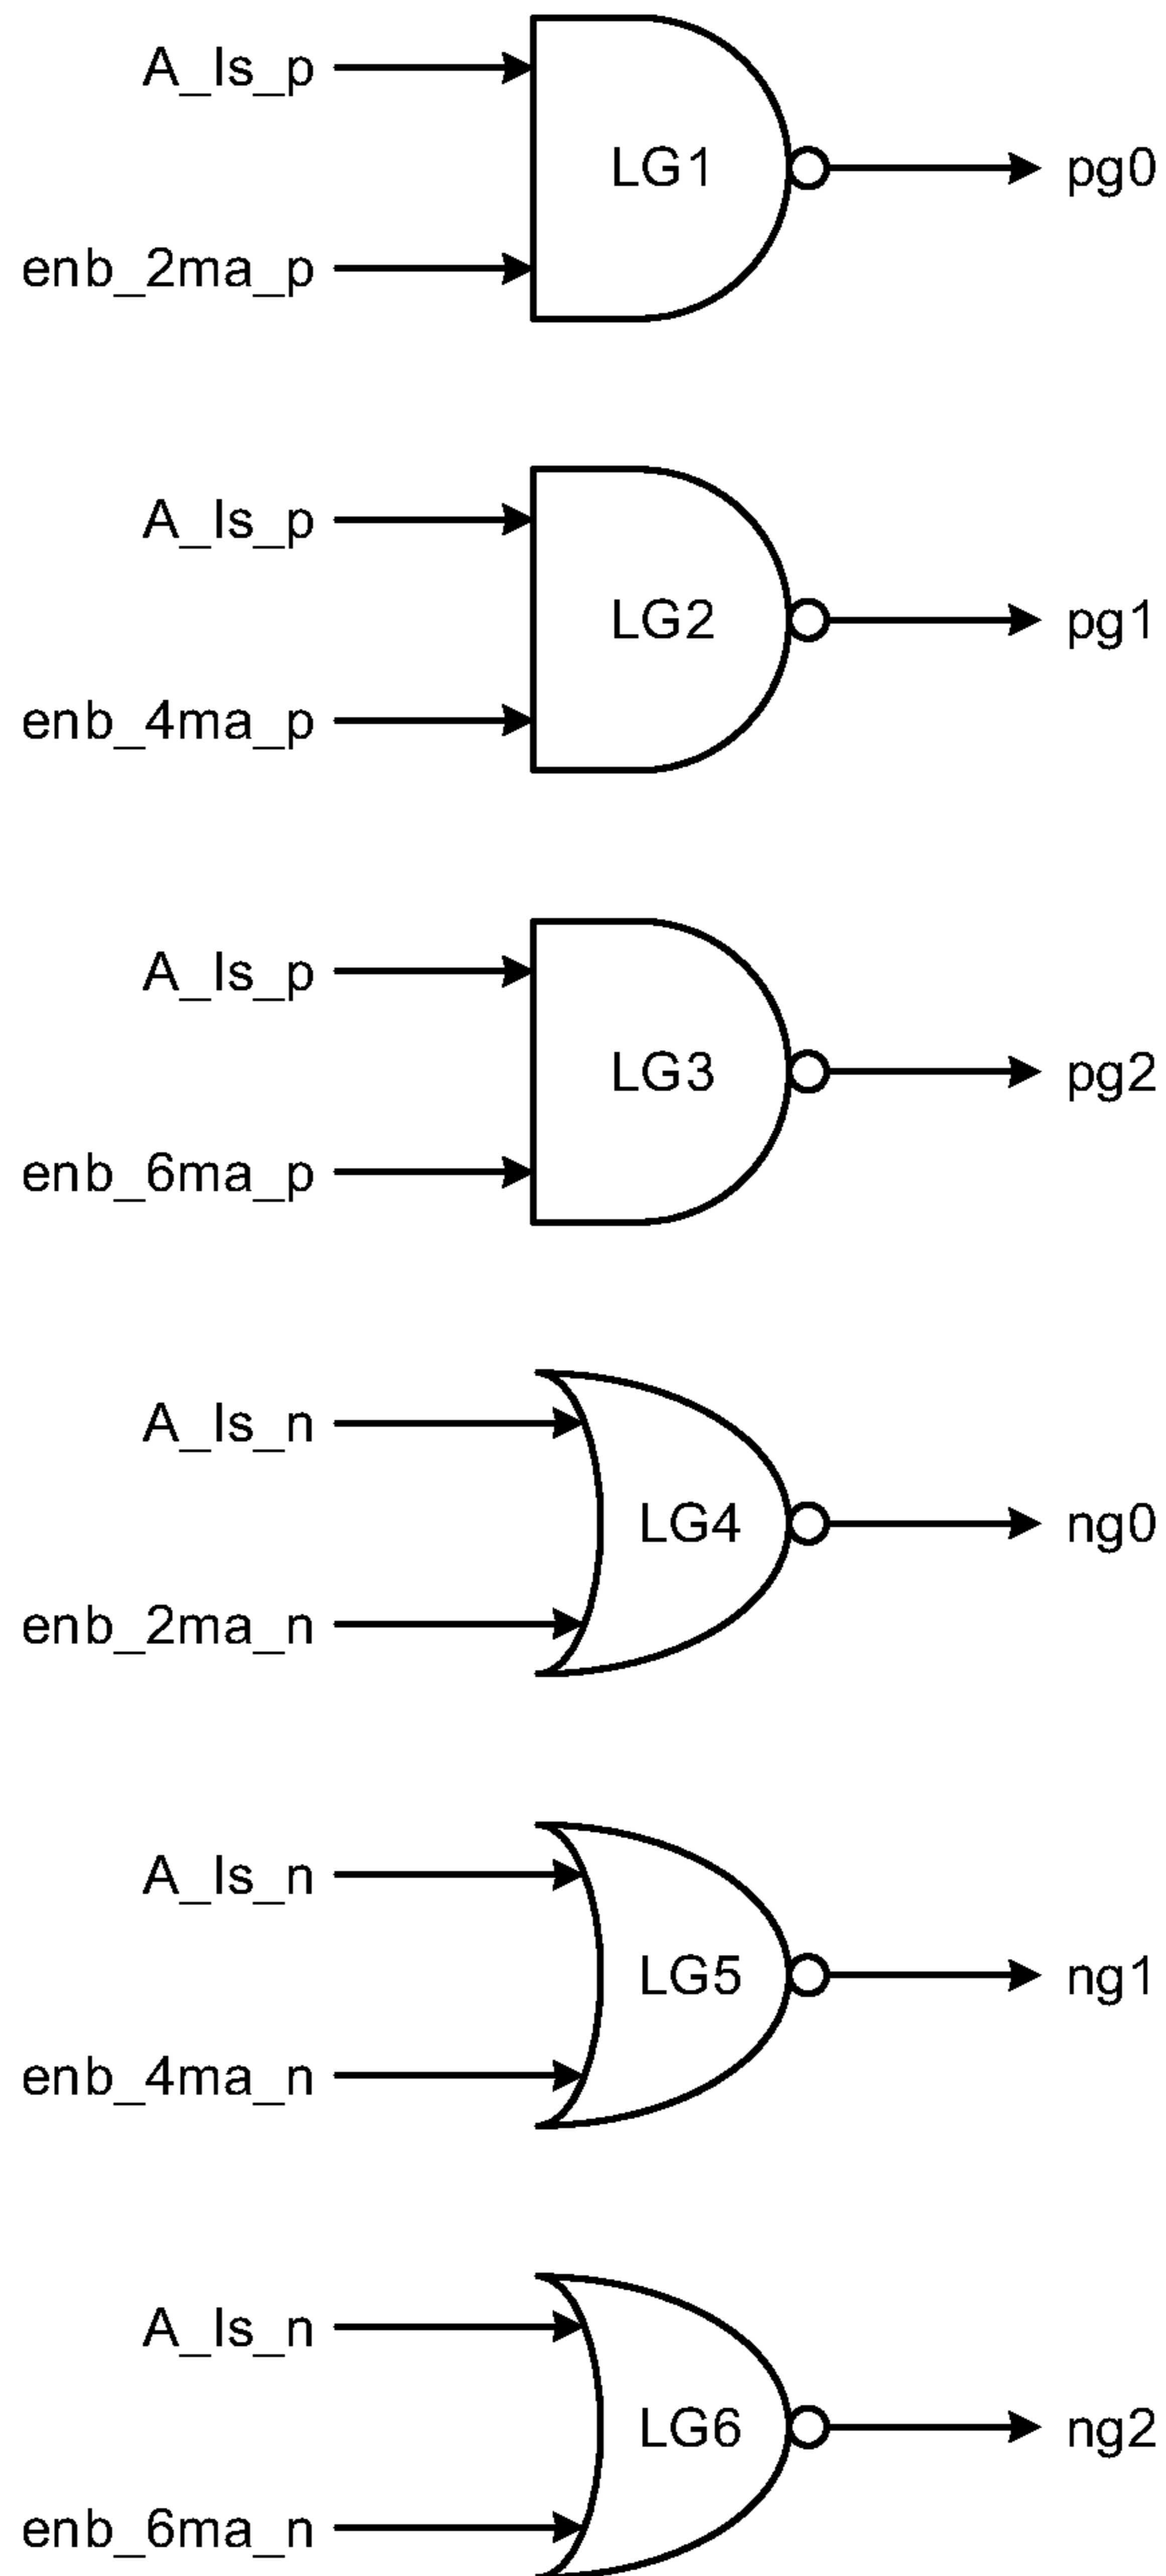 A_ls_p
LG1
pg0
enb_2ma_p
A_ls_p
LG2
pg1
enb_4ma_p
A_ls_p
LG3
pg2
enb_6ma_p
A_ls_n
LG4
ng0
enb_2ma_n
A_ls_n
LG5
ng1
enb_4ma_n
A_ls_n
LG6
ng2
enb_6ma_n